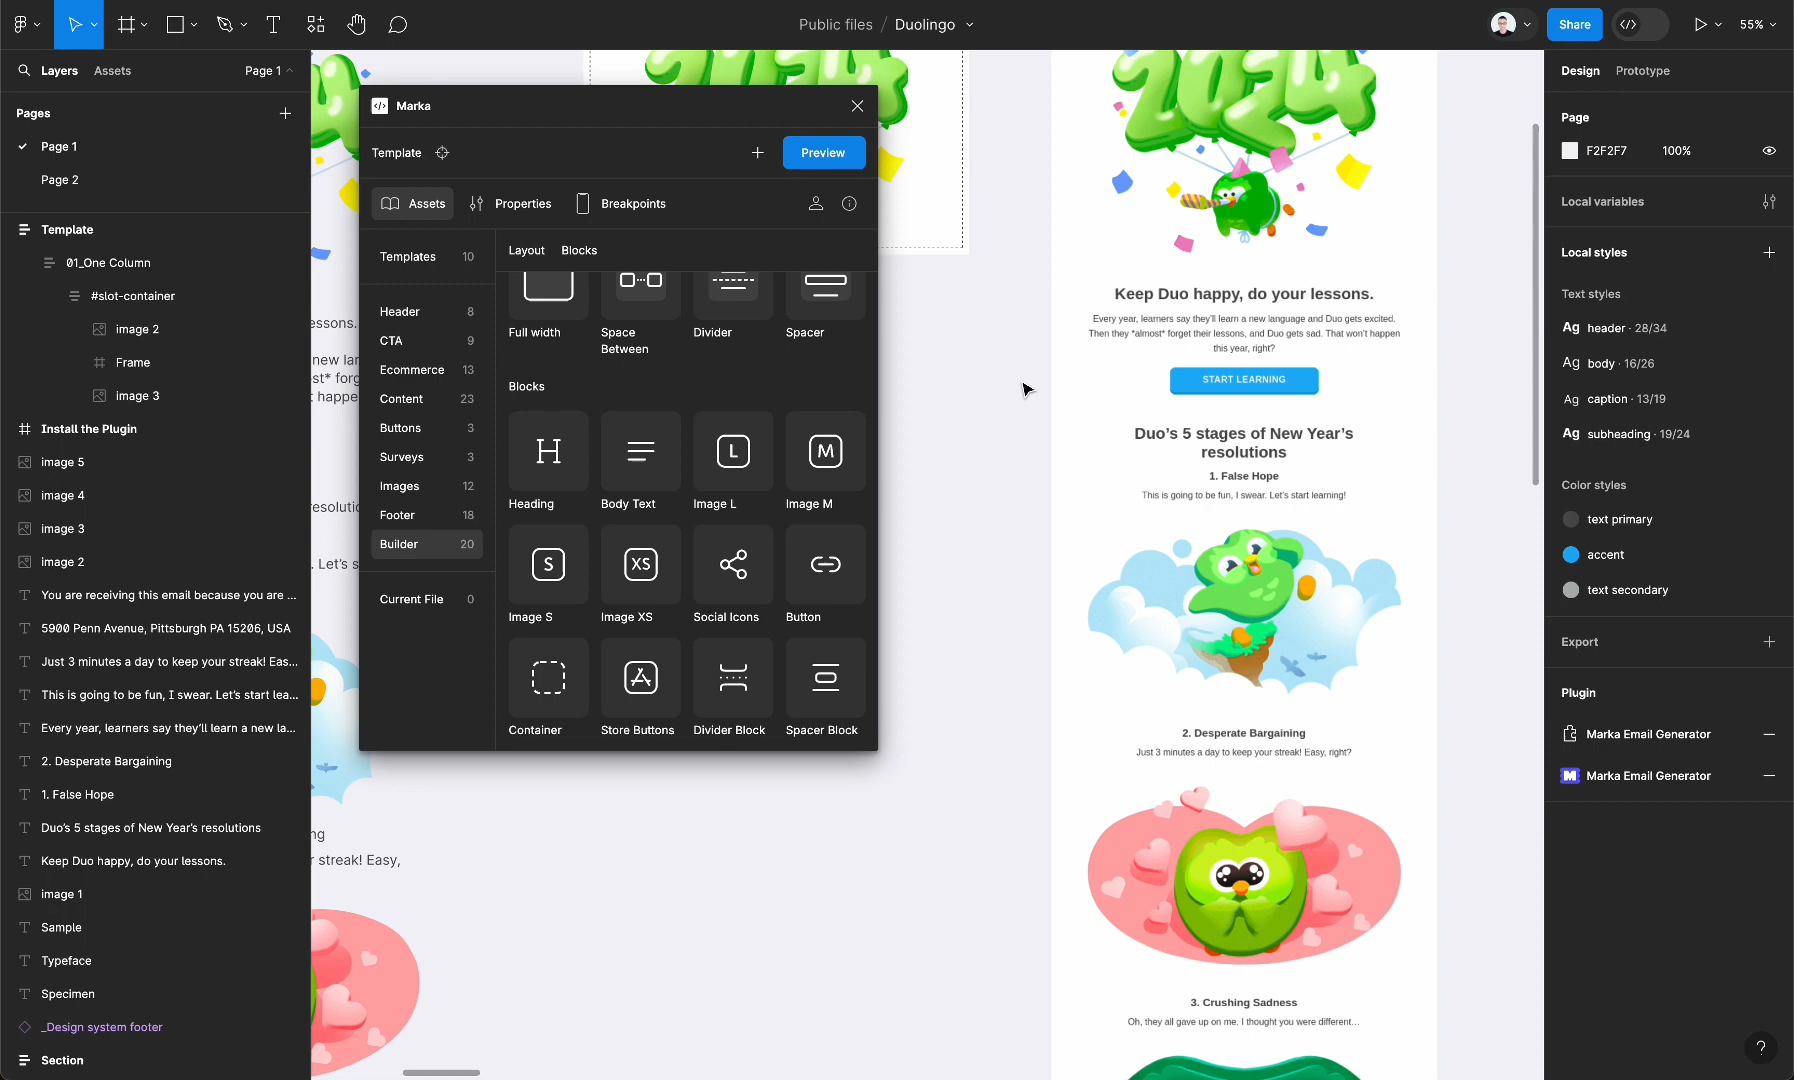 Public files / Duolingo
Share
55%
Layers
Assets
Page 1
Pages
Page 1
Page 2
Template
01_One Column
#slot-container
image 2
Frame
image 3
Install the Plugin
image 5
image 4
image 3
image 2
You are receiving this email because you are ...
5900 Penn Avenue, Pittsburgh PA 15206, USA
Just 3 minutes a day to keep your streak! Eas...
This is going to be fun, I swear. Let's start lea...
Every year, learners say they'll learn a new la...
2. Desperate Bargaining
1. False Hope
Duo's 5 stages of New Year's resolutions
Keep Duo happy, do your lessons.
image 1
Sample
Typeface
Specimen
_Design system footer
Section
essons.
new lar
st* forg
t happe
resolutio
. Let's s
ng
r streak! Easy,
Marka
Template
Preview
Assets
Properties
Breakpoints
Templates 10
Header 8
CTA 9
Ecommerce 13
Content 23
Buttons 3
Surveys 3
Images 12
Footer 18
Builder 20
Current File 0
Layout
Blocks
Full width
Space
Between
Divider
Spacer
Blocks
H
L
M
Heading
Body Text
Image L
Image M
S
XS
Image S
Image XS
Social Icons
Button
Container
Store Buttons
Divider Block
Spacer Block
2024
Keep Duo happy, do your lessons.
Every year, learners say they'll learn a new language and Duo gets excited.
Then they *almost* forget their lessons, and Duo gets sad. That won't happen
this year, right?
START LEARNING
Duo's 5 stages of New Year's
resolutions
1. False Hope
This is going to be fun, I swear. Let's start learning!
2. Desperate Bargaining
Just 3 minutes a day to keep your streak! Easy, right?
3. Crushing Sadness
Oh, they all gave up on me. I thought you were different...
Design
Prototype
Page
F2F2F7
100%
Local variables
Local styles
Text styles
Ag header · 28/34
Ag body · 16/26
Ag caption · 13/19
Ag subheading · 19/24
Color styles
text primary
accent
text secondary
Export
Plugin
Marka Email Generator
M Marka Email Generator
?